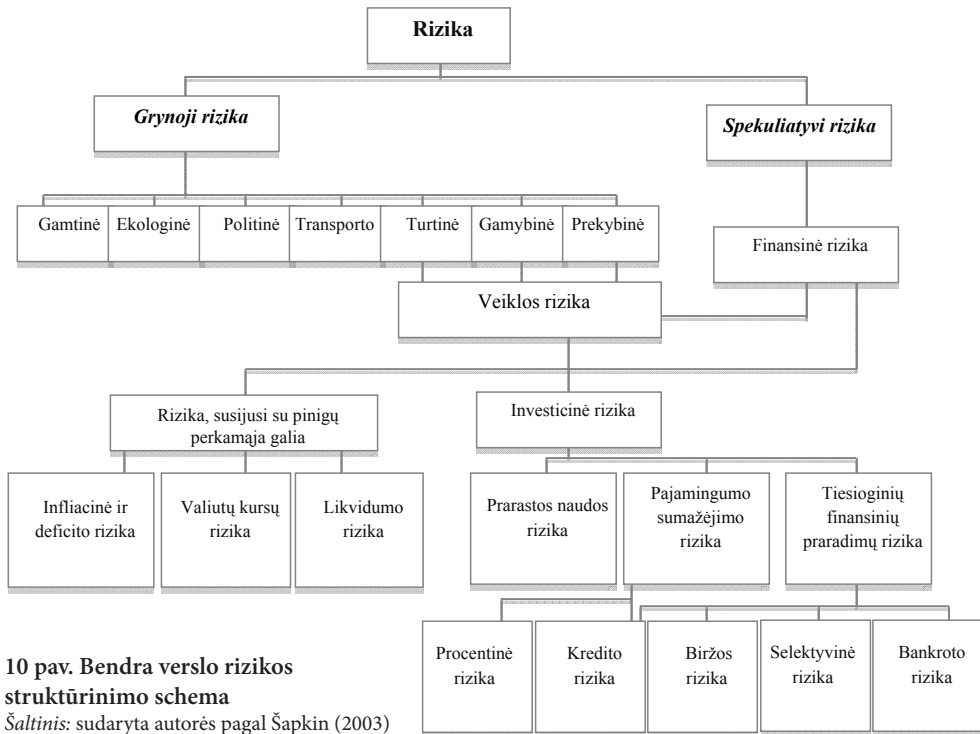 Rizika
Grynoji rizika
Spekuliatyvi rizika
Gamtinė
Ekologinė
Politinė
Transporto
Turtinė
Gamybinė
Prekybinė
Finansinė rizika
Veiklos rizika
Rizika, susijusi su pinigų
perkamąja galia
Investicinė rizika
Infliacinė ir
deficito rizika
Valiutų kursų
rizika
Likvidumo
rizika
Prarastos naudos
rizika
Pajamingumo
sumažėjimo
rizika
Tiesioginių
finansinių
praradimų rizika
Procentinė
rizika
Kredito
rizika
Biržos
rizika
Selektyvinė
rizika
Bankroto
rizika
10 pav. Bendra verslo rizikos
struktūrinimo schema
Šaltinis: sudaryta autorės pagal Šapkin (2003)